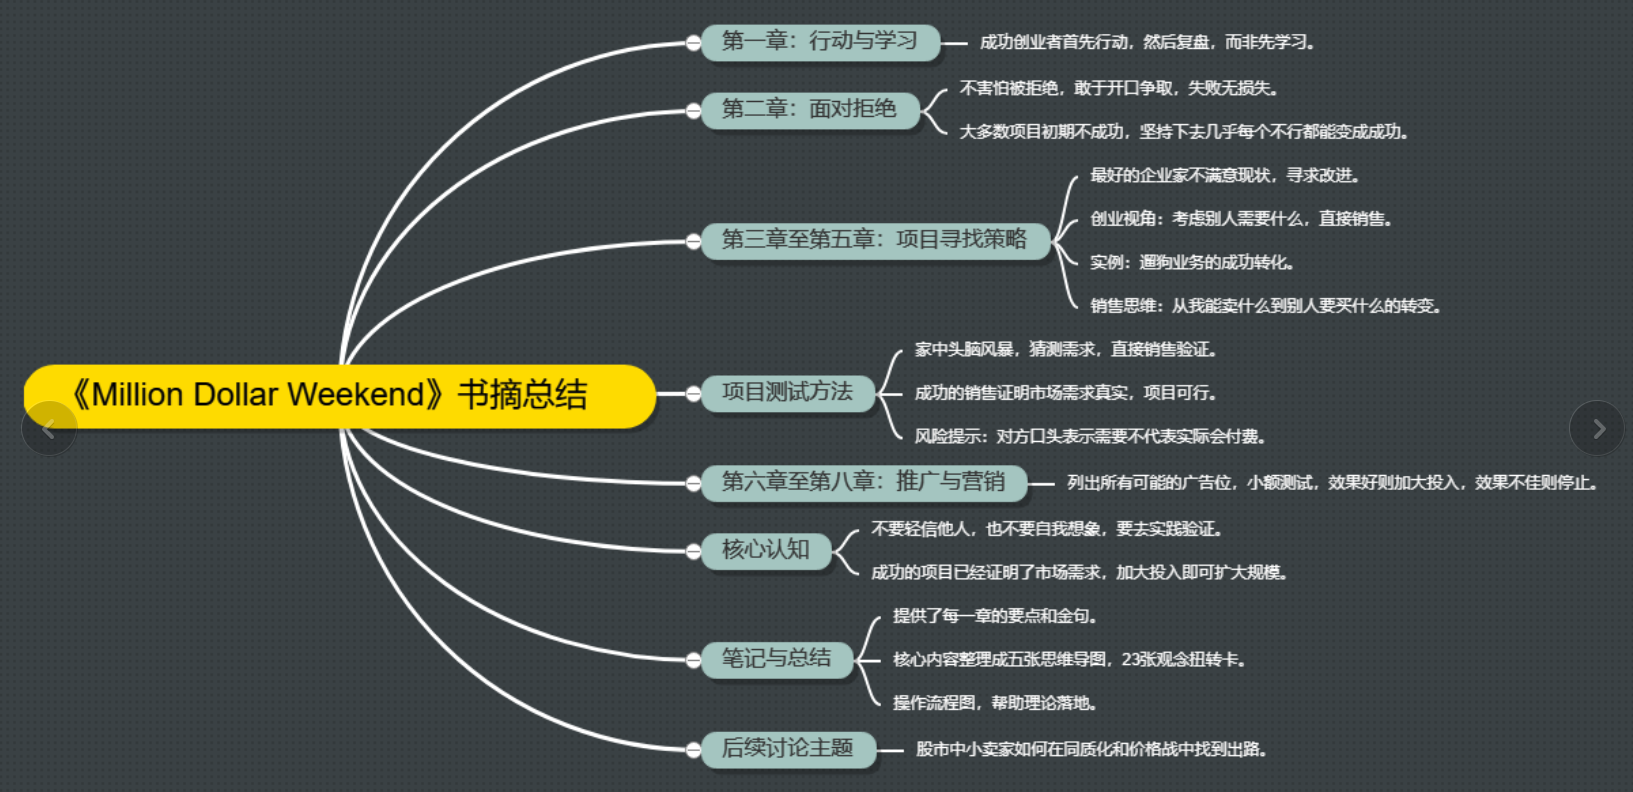 《Million Dollar Weekend》书摘总结
第一章：行动与学习
成功创业者首先行动，然后复盘，而非先学习。
第二章：面对拒绝
不害怕被拒绝，敢于开口争取，失败无损失。
大多数项目初期不成功，坚持下去几乎每个不行都能变成成功。
第三章至第五章：项目寻找策略
最好的企业家不满意现状，寻求改进。
创业视角：考虑别人需要什么，直接销售。
实例：遛狗业务的成功转化。
销售思维：从我能卖什么到别人要买什么的转变。
项目测试方法
家中头脑风暴，猜测需求，直接销售验证。
成功的销售证明市场需求真实，项目可行。
风险提示：对方口头表示需要不代表实际会付费。
第六章至第八章：推广与营销
列出所有可能的广告位，小额测试，效果好则加大投入，效果不佳则停止。
核心认知
不要轻信他人，也不要自我想象，要去实践验证。
成功的项目已经证明了市场需求，加大投入即可扩大规模。
笔记与总结
提供了每一章的要点和金句。
核心内容整理成五张思维导图，23张观念扭转卡。
操作流程图，帮助理论落地。
后续讨论主题
股市中小卖家如何在同质化和价格战中找到出路。